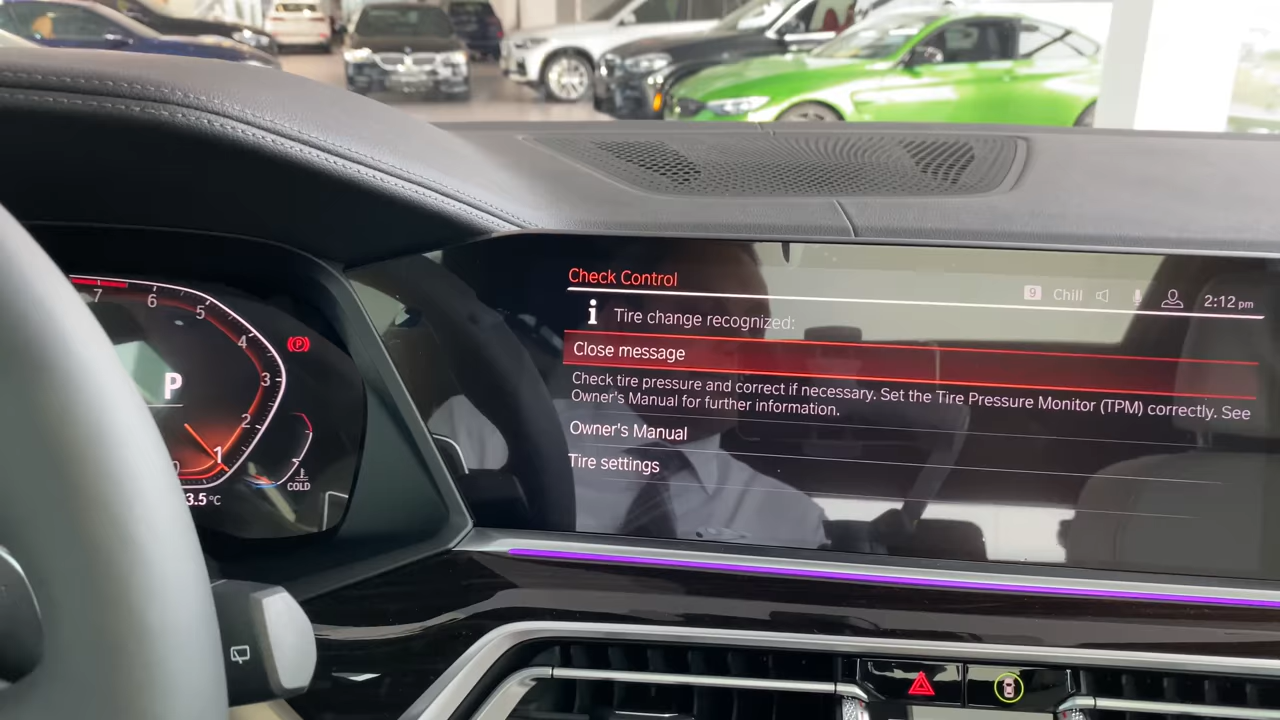 Check Control
9 Chill 2:12 pm
i Tire change recognized:
Close message
Check tire pressure and correct if necessary. Set the Tire Pressure Monitor (TPM) correctly. See
Owner's Manual for further information.
Owner's Manual
Tire settings
7
6
5
4
3
2
1
0
P
(P)
COLD
3.5 °C